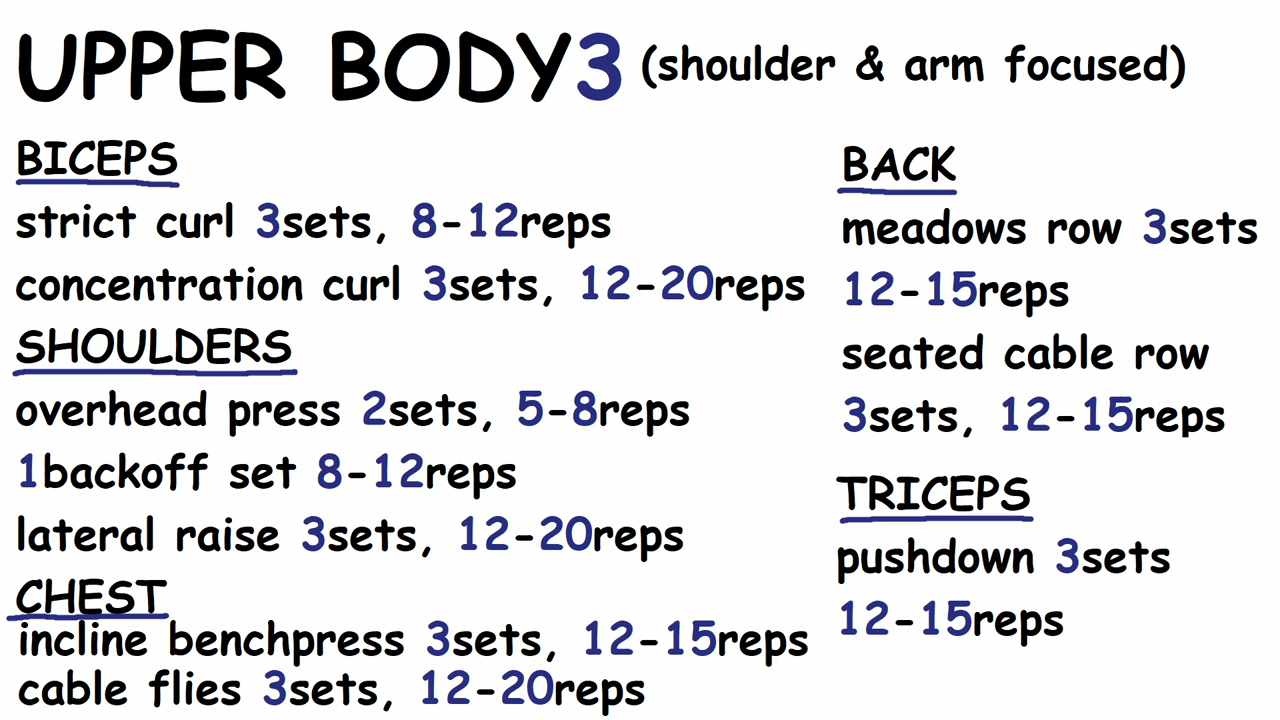 UPPER BODY3 (shoulder & arm focused)
BICEPS
strict curl 3sets, 8-12reps
concentration curl 3sets, 12-20reps
SHOULDERS
overhead press 2sets, 5-8reps
1backoff set 8-12reps
lateral raise 3sets, 12-20reps
CHEST
incline benchpress 3sets, 12-15reps
cable flies 3sets, 12-20reps
BACK
meadows row 3sets
12-15reps
seated cable row
3sets, 12-15reps
TRICEPS
pushdown 3sets
12-15reps